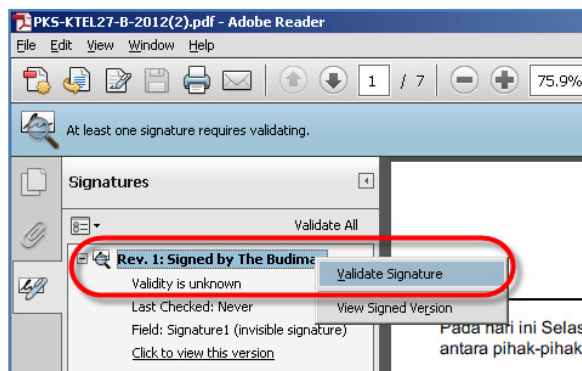 PKS-KTEL27-B-2012(2).pdf - Adobe Reader
File Edit View Window Help
1 / 7 75.9%
At least one signature requires validating.
Signatures
Validate All
Rev. 1: Signed by The Budima
Validate Signature
Validity is unknown
Last Checked: Never
View Signed Version
Field: Signature1 (invisible signature)
Click to view this version
Pada hari ini Selas
antara pihak-pihak